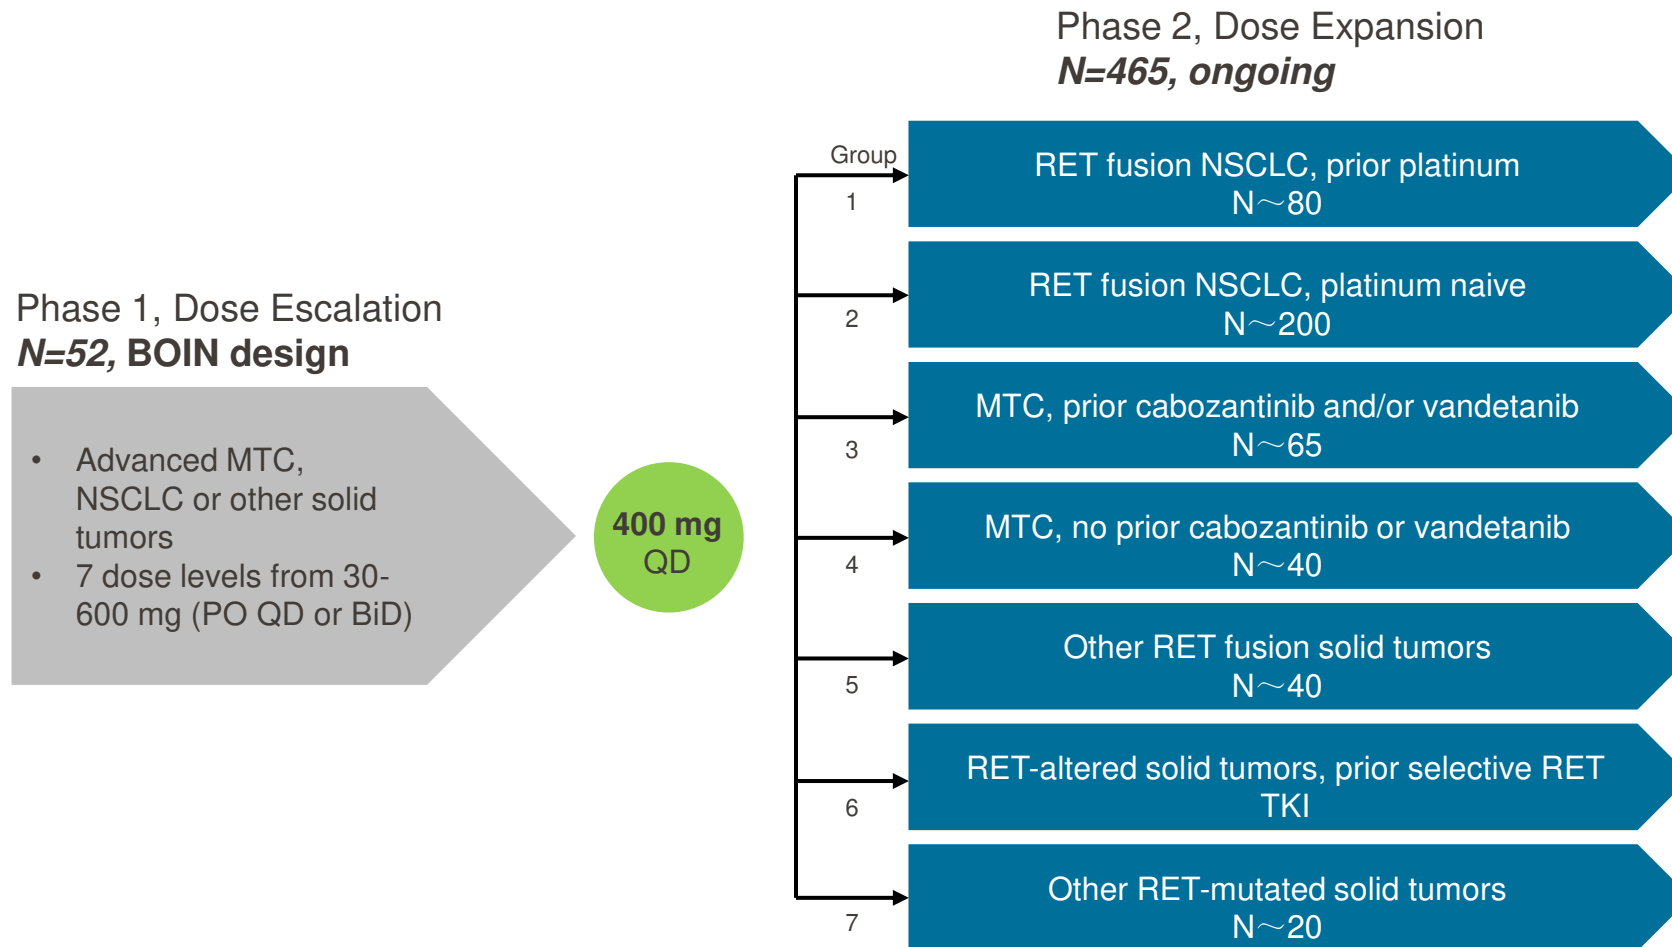 Phase 1, Dose Escalation
N=52, BOIN design
• Advanced MTC,
NSCLC or other solid
tumors
• 7 dose levels from 30-
600 mg (PO QD or BiD)
400 mg
QD
Phase 2, Dose Expansion
N=465, ongoing
Group
1
RET fusion NSCLC, prior platinum
N～80
2
RET fusion NSCLC, platinum naive
N～200
3
MTC, prior cabozantinib and/or vandetanib
N～65
4
MTC, no prior cabozantinib or vandetanib
N～40
5
Other RET fusion solid tumors
N～40
6
RET-altered solid tumors, prior selective RET
TKI
7
Other RET-mutated solid tumors
N～20